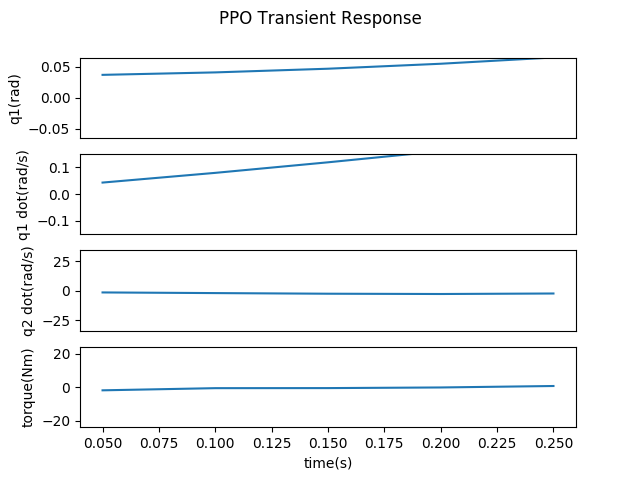 PPO Transient Response
q1(rad)
0.05
0.00
−0.05
q1 dot(rad/s)
0.1
0.0
−0.1
q2 dot(rad/s)
25
0
−25
torque(Nm)
20
0
−20
0.050 0.075 0.100 0.125 0.150 0.175 0.200 0.225 0.250
time(s)